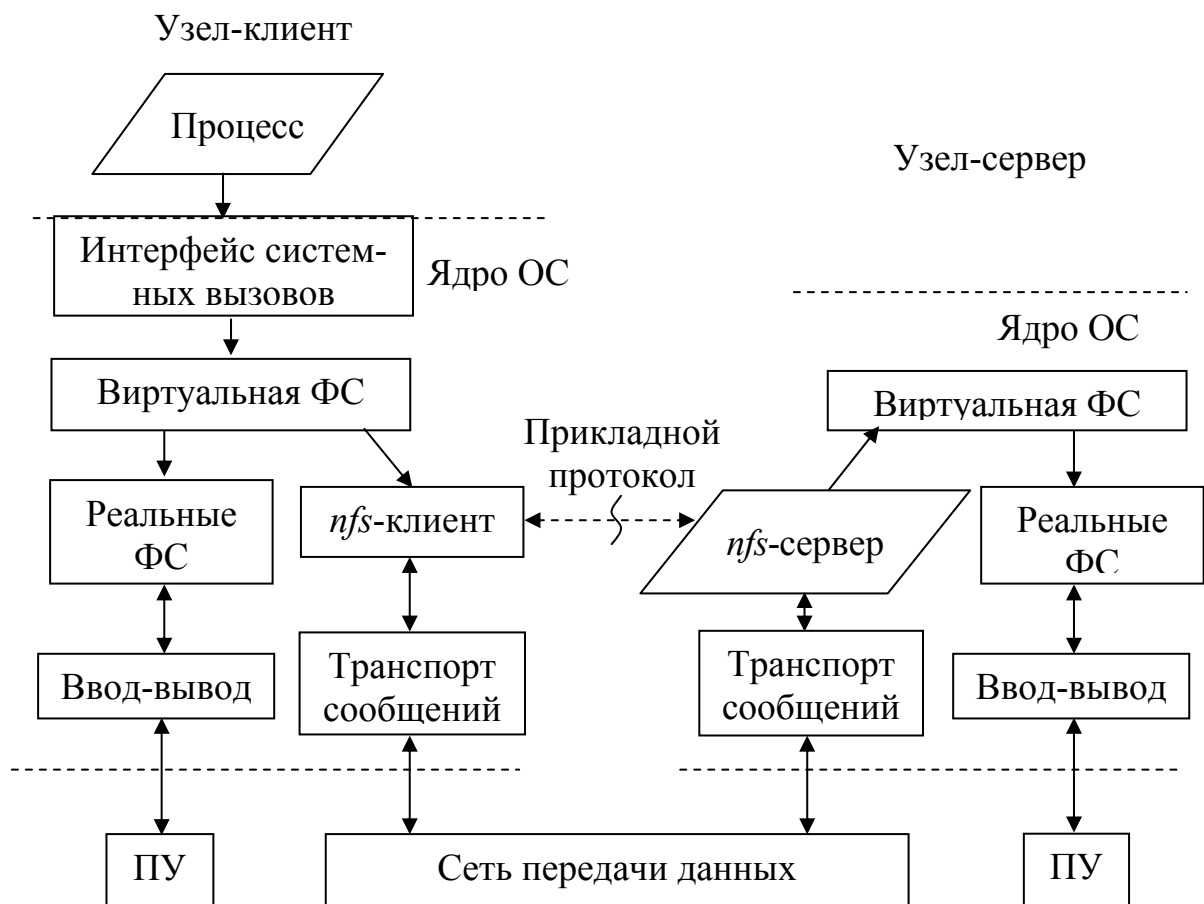 Узел-клиент
Процесс
Узел-сервер
Интерфейс систем-
ных вызовов
Ядро ОС
Ядро ОС
Виртуальная ФС
Виртуальная ФС
Прикладной
протокол
Реальные
ФС
nfs-клиент
nfs-сервер
Реальные
ФС
Ввод-вывод
Транспорт
сообщений
Транспорт
сообщений
Ввод-вывод
ПУ
Сеть передачи данных
ПУ